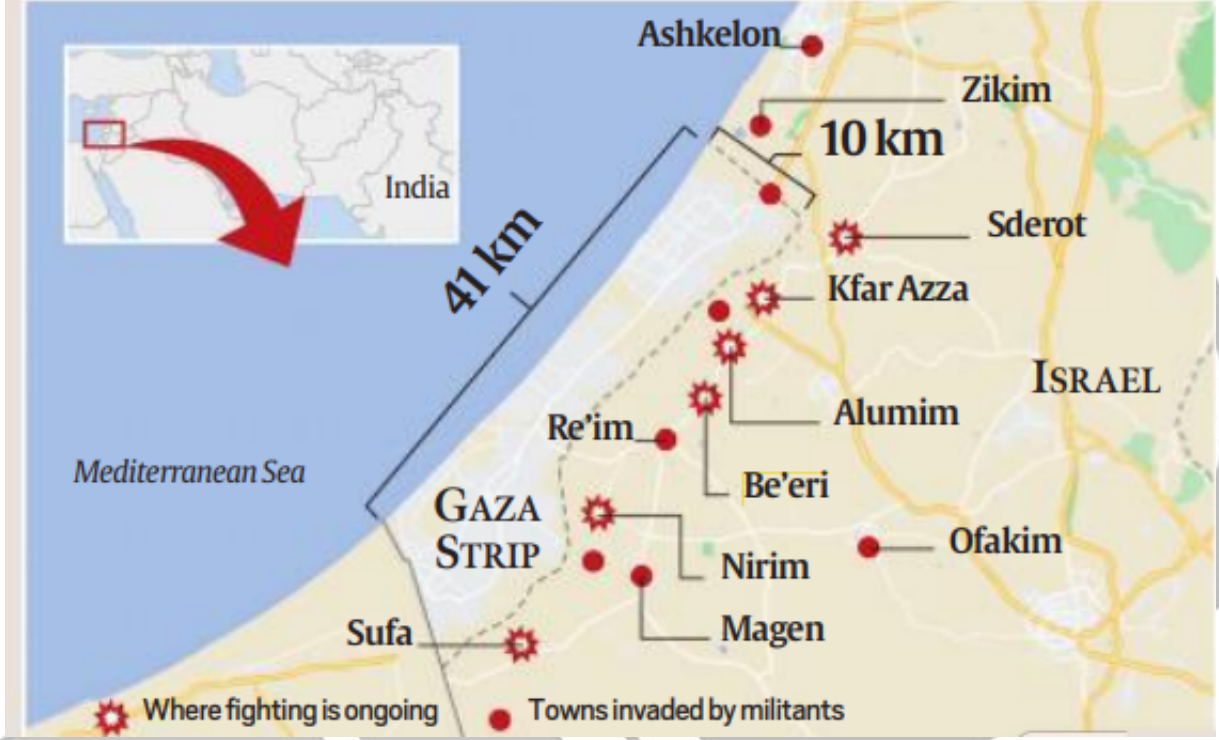 Ashkelon
Zikim
10 km
India
Sderot
41 km
Kfar Azza
ISRAEL
Alumim
Re'im
Mediterranean Sea
Be'eri
GAZA
STRIP
Ofakim
Nirim
Magen
Sufa
Where fighting is ongoing
Towns invaded by militants